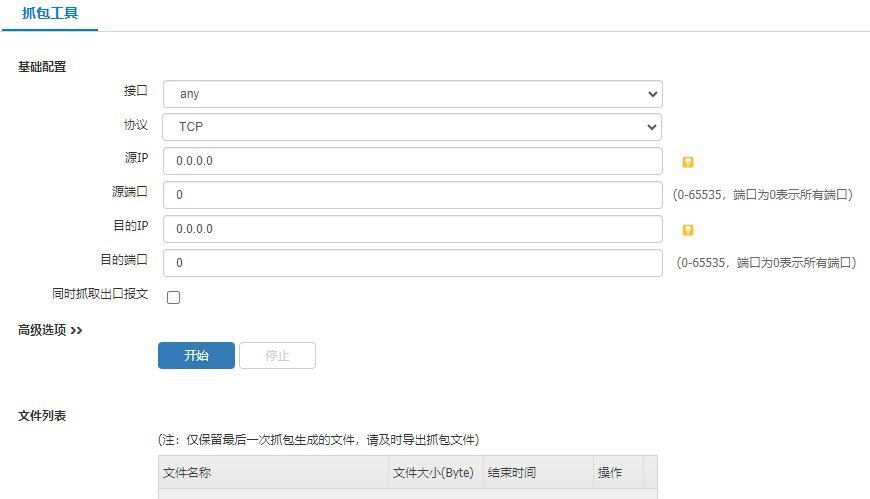 抓包工具
基础配置
接口 any
协议 TCP
源IP 0.0.0.0
源端口 0 (0-65535，端口为0表示所有端口)
目的IP 0.0.0.0
目的端口 0 (0-65535，端口为0表示所有端口)
同时抓取出口报文
高级选项 >>
开始 停止
文件列表
(注：仅保留最后一次抓包生成的文件，请及时导出抓包文件)
文件名称 文件大小(Byte) 结束时间 操作